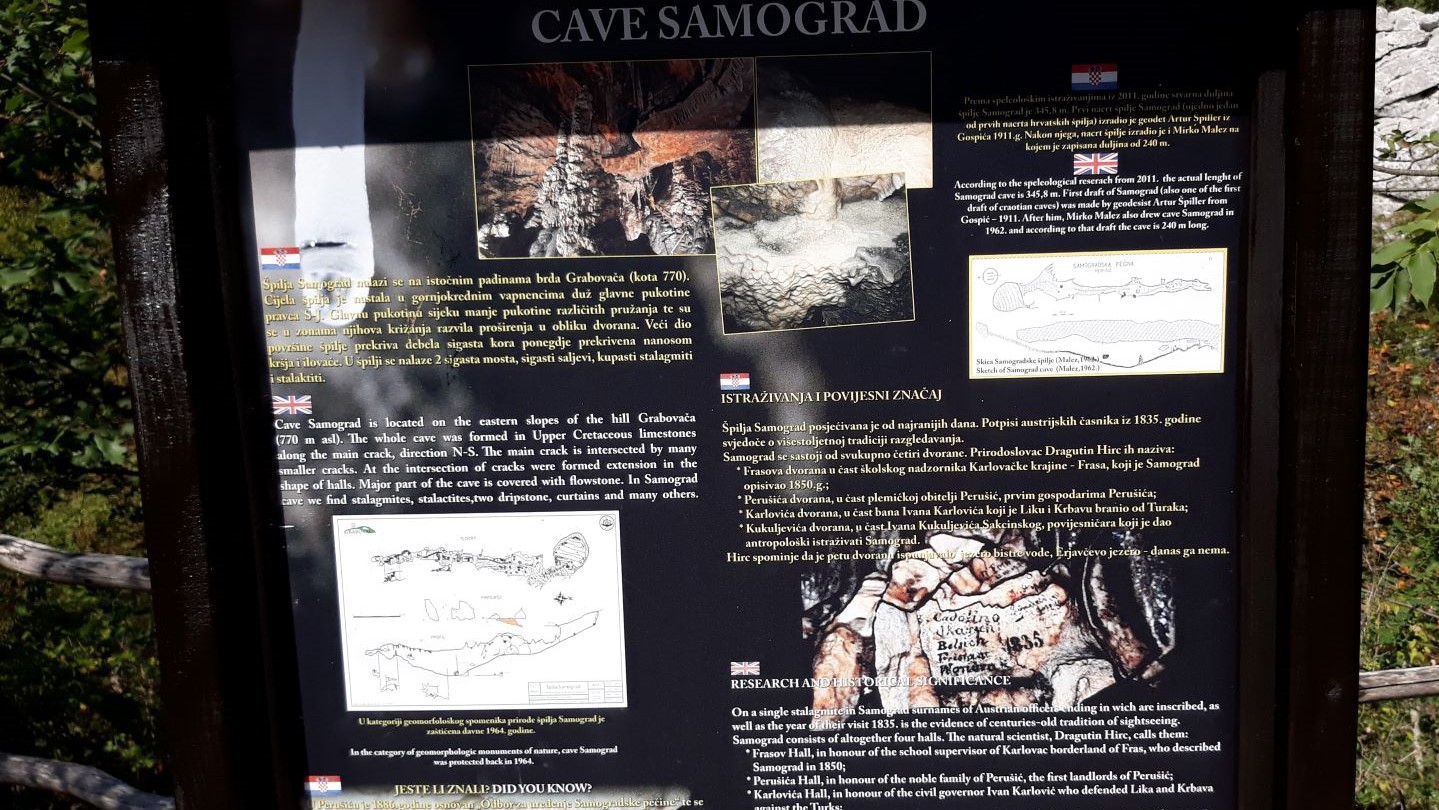 CAVE SAMOGRAD
Špilja Samograd nalazi se na istočnim padinama brda Grabovača (kota 770).
Cijela špilja je nastala u gornjokrednim vapnencima duž glavne pukotine
pravca S-J. Glavnu pukotinu sijeku manje pukotine različitih pružanja te su
se u zonama njihova križanja razvila proširenja u obliku dvorana. Veći dio
površine špilje prekriva debela sigasta kora ponegdje prekrivena nanosom
kršja i ilovače. U špilji se nalaze 2 sigasta mosta, sigasti saljevi, kupasti stalagmiti
i stalaktiti.
Cave Samograd is located on the eastern slopes of the hill Grabovača
(770 m asl). The whole cave was formed in Upper Cretaceous limestones
along the main crack, direction N-S. The main crack is intersected by many
smaller cracks. At the intersection of cracks were formed extension in the
shape of halls. Major part of the cave is covered with flowstone. In Samograd
cave we find stalagmites, stalactites,two dripstone, curtains and many others.
U kategoriji geomorfološkog spomenika prirode špilja Samograd je
zaštićena davne 1964. godine.
In the category of geomorphologic monuments of nature, cave Samograd
was protected back in 1964.
JESTE LI ZNALI? DID YOU KNOW?
U Perušiću je 1886.godine osnovan „Odbor za uređenje Samogradske pećine“ te se
Prema speleološkim istraživanjima iz 2011. godine stvarna duljina
špilje Samograd je 345,8 m. Prvi nacrt špilje Samograd (ujedno jedan
od prvih nacrta hrvatskih špilja) izradio je geodet Artur Špiller iz
Gospića 1911.g. Nakon njega, nacrt špilje izradio je i Mirko Malez na
kojem je zapisana duljina od 240 m.
According to the speleological reserach from 2011. the actual lenght of
Samograd cave is 345,8 m. First draft of Samograd (also one of the first
draft of craotian caves) was made by geodesist Artur Špiller from
Gospić – 1911. After him, Mirko Malez also drew cave Samograd in
1962. and according to that draft the cave is 240 m long.
SAMOGRADSKA PEĆINA
Skica Samogradske špilje (Malez,1962.)
Sketch of Samograd cave (Malez,1962.)
ISTRAŽIVANJA I POVIJESNI ZNAČAJ
Špilja Samograd posjećivana je od najranijih dana. Potpisi austrijskih časnika iz 1835. godine
svjedoče o višestoljetnoj tradiciji razgledavanja.
Samograd se sastoji od svukupno četiri dvorane. Prirodoslovac Dragutin Hirc ih naziva:
* Frasova dvorana u čast školskog nadzornika Karlovačke krajine - Frasa, koji je Samograd
opisivao 1850.g.;
* Perušića dvorana, u čast plemićkoj obitelji Perušić, prvim gospodarima Perušića;
* Karlovića dvorana, u čast bana Ivana Karlovića koji je Liku i Krbavu branio od Turaka;
* Kukuljevića dvorana, u čast Ivana Kukuljevića Sakcinskog, povijesničara koji je dao
antropološki istraživati Samograd.
Hirc spominje da je petu dvoranu ispunjavalo jezero bistre vode, Erjavčevo jezero - danas ga nema.
1835
RESEARCH AND HISTORICAL SIGNIFICANCE
On a single stalagmite in Samograd surnames of Austrian officers ending in wich are inscribed, as
well as the year of their visit 1835. is the evidence of centuries-old tradition of sightseeing.
Samograd consists of altogether four halls. The natural scientist, Dragutin Hirc, calls them:
* Frasov Hall, in honour of the school supervisor of Karlovac borderland of Fras, who described
Samograd in 1850;
* Perušića Hall, in honour of the noble family of Perušić, the first landlords of Perušić;
* Karlovića Hall, in honour of the civil governor Ivan Karlović who defended Lika and Krbava
against the Turks;